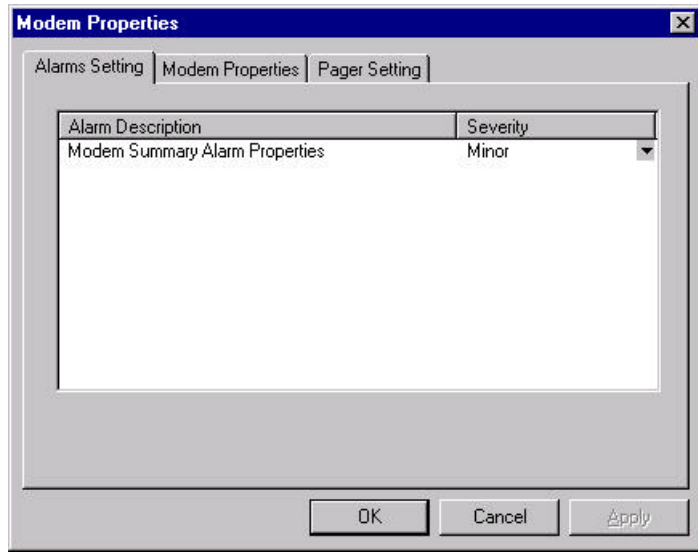 Modem Properties
Alarms Setting Modem Properties Pager Setting
Alarm Description Severity
Modem Summary Alarm Properties Minor
OK Cancel Apply